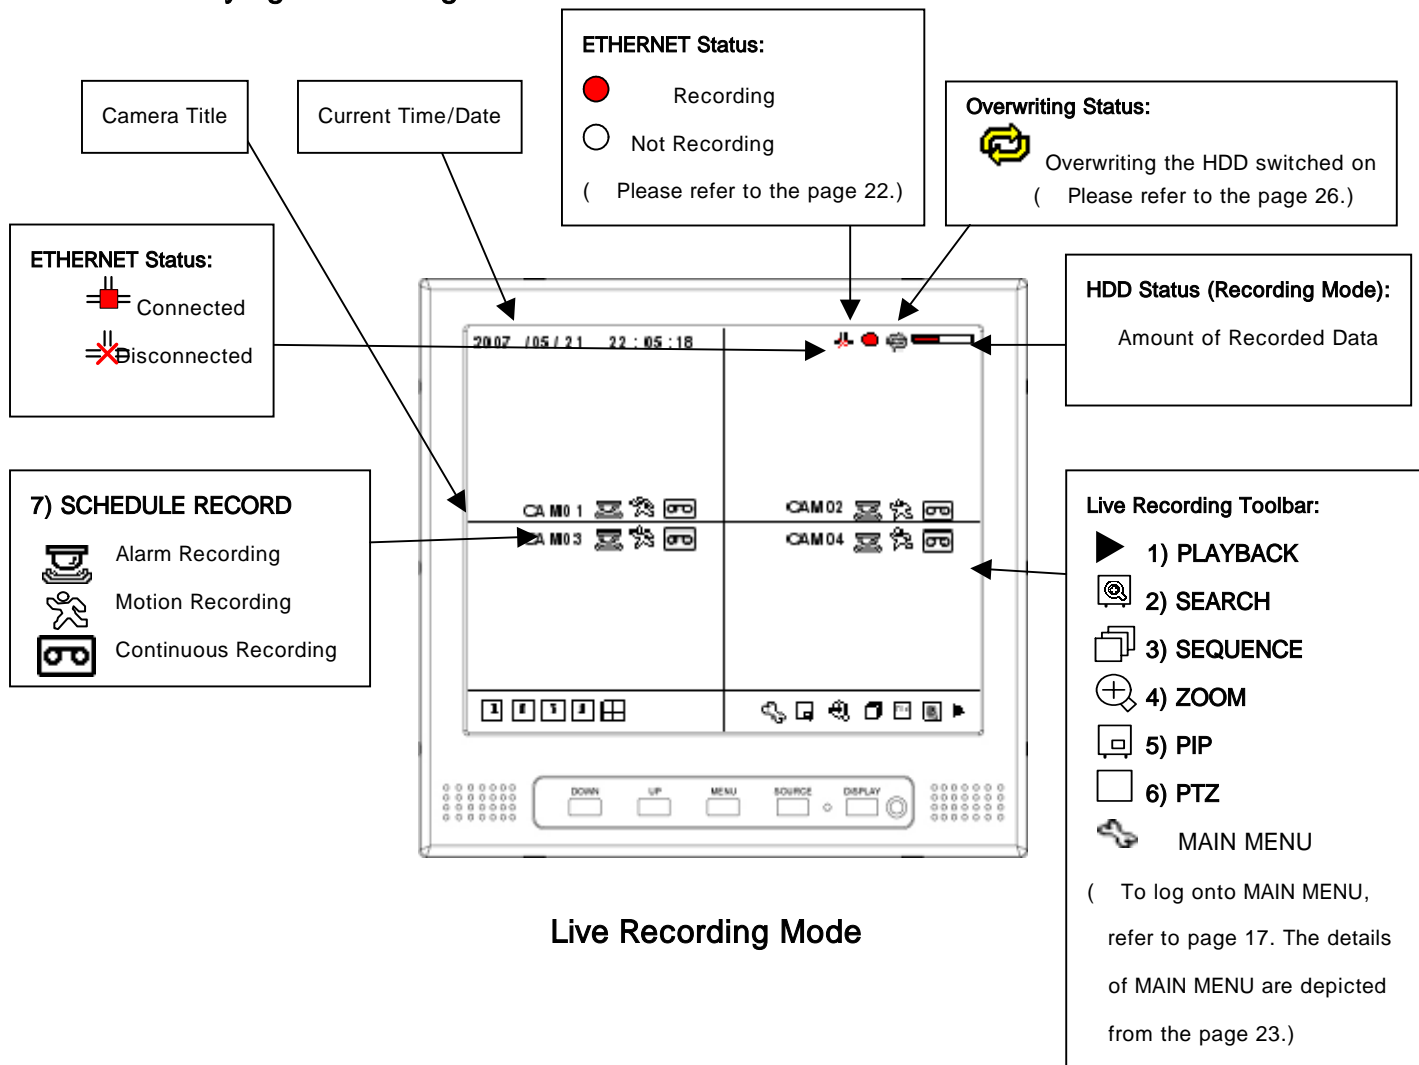 ETHERNET Status:
Recording
Not Recording
( Please refer to the page 22.)
Camera Title
Current Time/Date
Overwriting Status:
Overwriting the HDD switched on
( Please refer to the page 26.)
ETHERNET Status:
Connected
Disconnected
HDD Status (Recording Mode):
Amount of Recorded Data
2007 /05/21 22:05:18
CAM01
CAM02
CAM03
CAM04
7) SCHEDULE RECORD
Alarm Recording
Motion Recording
Continuous Recording
Live Recording Toolbar:
1) PLAYBACK
2) SEARCH
3) SEQUENCE
4) ZOOM
5) PIP
6) PTZ
MAIN MENU
( To log onto MAIN MENU,
refer to page 17. The details
of MAIN MENU are depicted
from the page 23.)
DOWN UP MENU SOURCE DISPLAY
Live Recording Mode